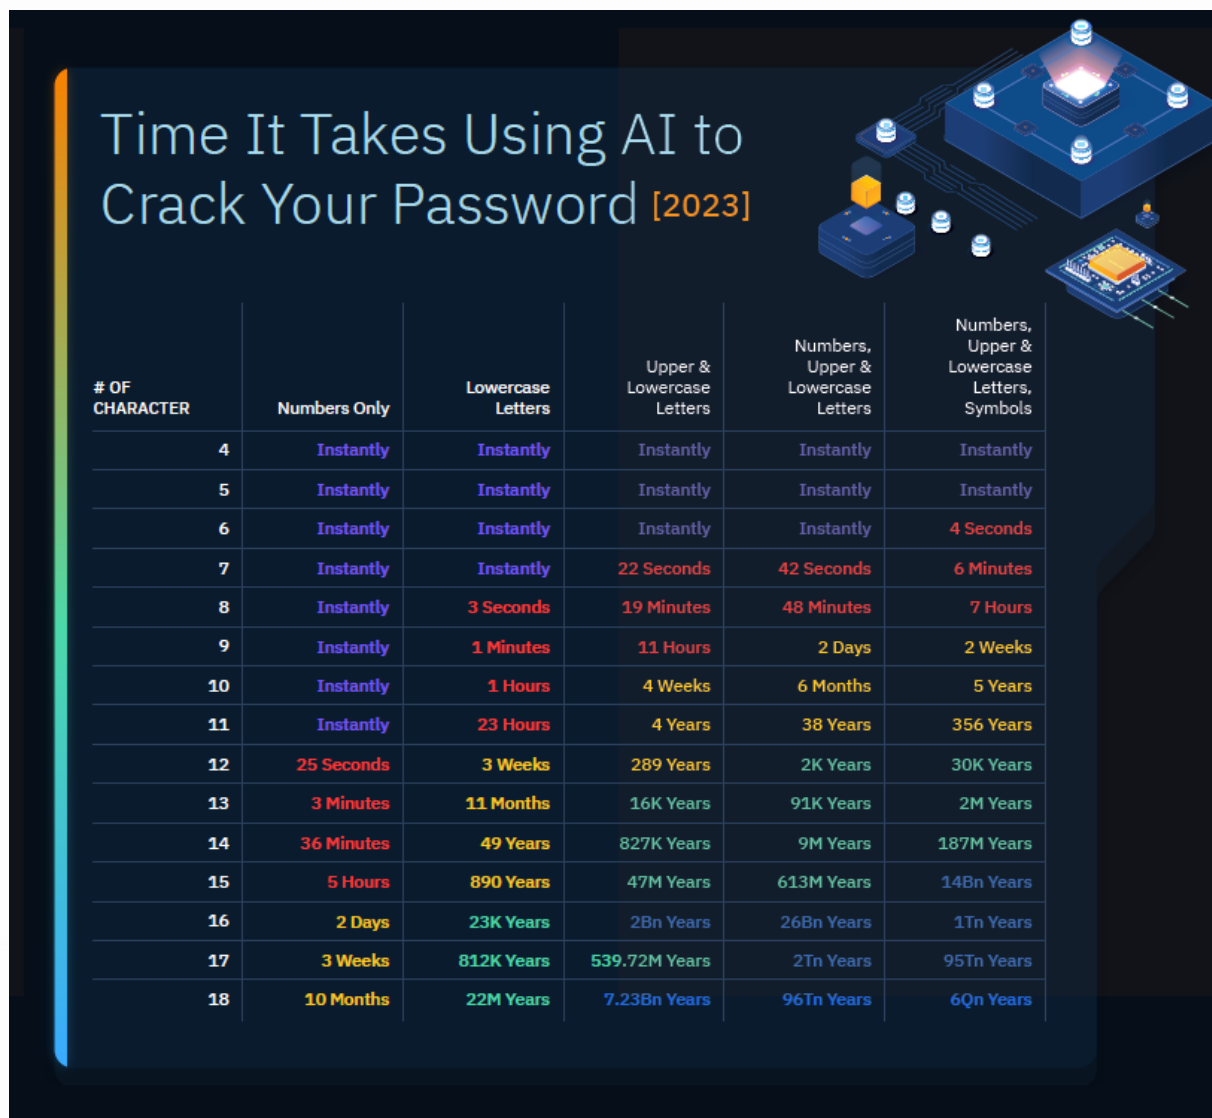 Time It Takes Using AI to
Crack Your Password [2023]
# OF
CHARACTER
Numbers Only
Lowercase
Letters
Upper &
Lowercase
Letters
Numbers,
Upper &
Lowercase
Letters
Numbers,
Upper &
Lowercase
Letters,
Symbols
4 Instantly Instantly Instantly Instantly Instantly
5 Instantly Instantly Instantly Instantly Instantly
6 Instantly Instantly Instantly Instantly 4 Seconds
7 Instantly Instantly 22 Seconds 42 Seconds 6 Minutes
8 Instantly 3 Seconds 19 Minutes 48 Minutes 7 Hours
9 Instantly 1 Minutes 11 Hours 2 Days 2 Weeks
10 Instantly 1 Hours 4 Weeks 6 Months 5 Years
11 Instantly 23 Hours 4 Years 38 Years 356 Years
12 25 Seconds 3 Weeks 289 Years 2K Years 30K Years
13 3 Minutes 11 Months 16K Years 91K Years 2M Years
14 36 Minutes 49 Years 827K Years 9M Years 187M Years
15 5 Hours 890 Years 47M Years 613M Years 14Bn Years
16 2 Days 23K Years 2Bn Years 26Bn Years 1Tn Years
17 3 Weeks 812K Years 539.72M Years 2Tn Years 95Tn Years
18 10 Months 22M Years 7.23Bn Years 96Tn Years 6Qn Years